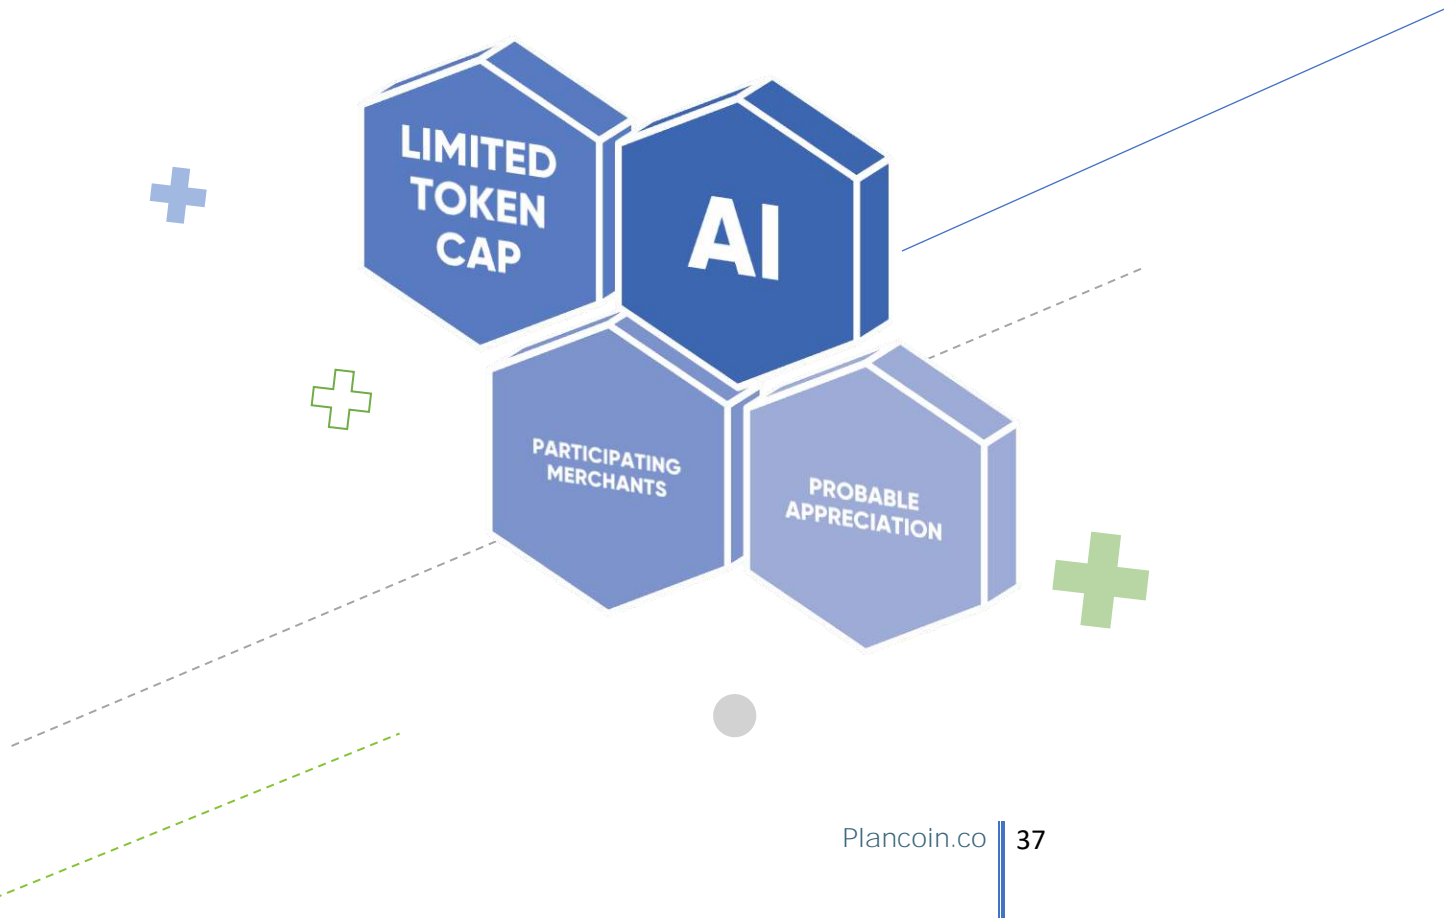 LIMITED
TOKEN
CAP
AI
PARTICIPATING
MERCHANTS
PROBABLE
APPRECIATION
Plancoin.co
37